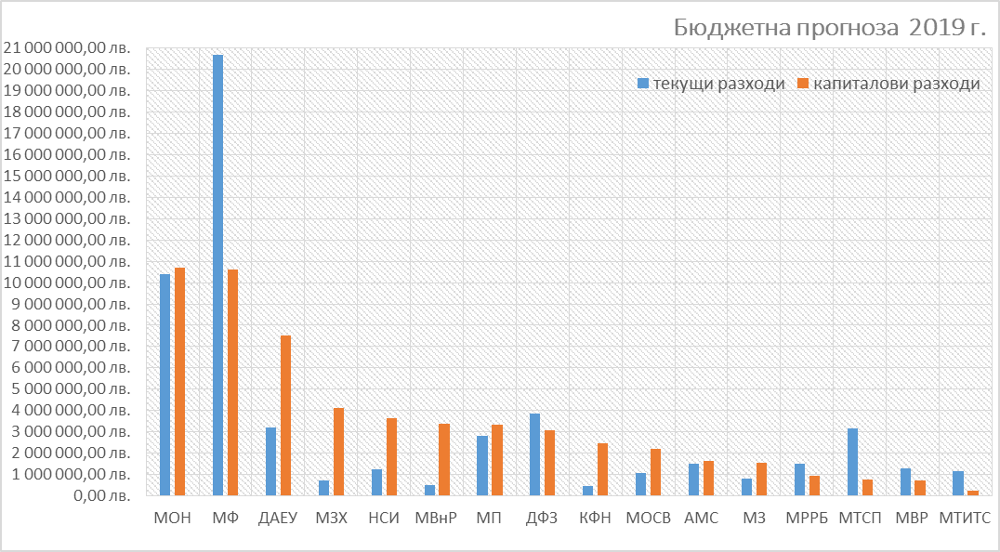 Бюджетна прогноза 2019 г.
текущи разходи капиталови разходи
21 000 000,00 лв.
20 000 000,00 лв.
19 000 000,00 лв.
18 000 000,00 лв.
17 000 000,00 лв.
16 000 000,00 лв.
15 000 000,00 лв.
14 000 000,00 лв.
13 000 000,00 лв.
12 000 000,00 лв.
11 000 000,00 лв.
10 000 000,00 лв.
9 000 000,00 лв.
8 000 000,00 лв.
7 000 000,00 лв.
6 000 000,00 лв.
5 000 000,00 лв.
4 000 000,00 лв.
3 000 000,00 лв.
2 000 000,00 лв.
1 000 000,00 лв.
0,00 лв.
МОН МФ ДАЕУ МЗХ НСИ МВнР МП ДФЗ КФН МОСВ АМС МЗ МРРБ МТСП МВР МТИТС